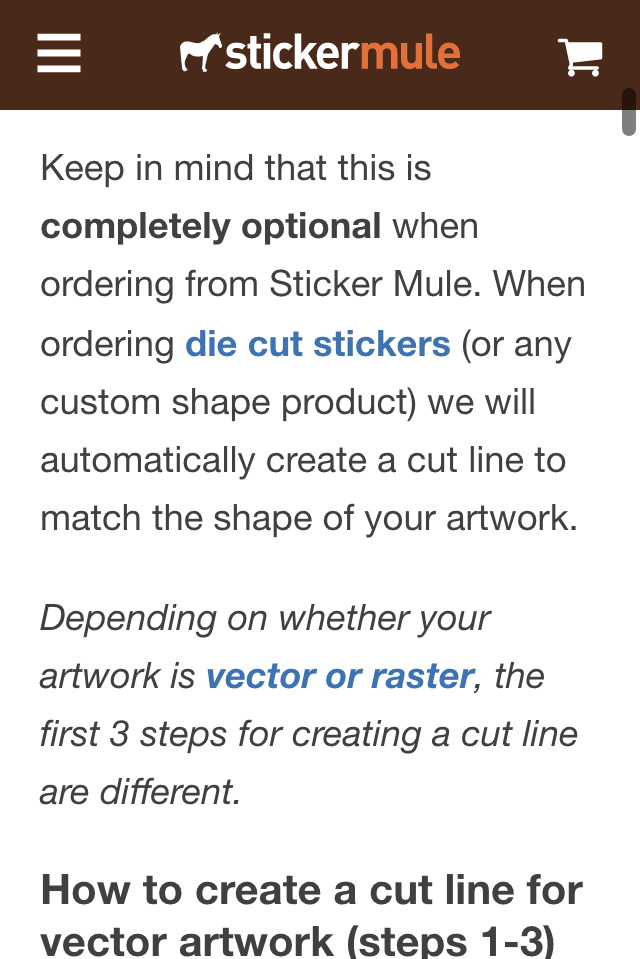 stickermule
Keep in mind that this is
completely optional when
ordering from Sticker Mule. When
ordering die cut stickers (or any
custom shape product) we will
automatically create a cut line to
match the shape of your artwork.
Depending on whether your
artwork is vector or raster, the
first 3 steps for creating a cut line
are different.
How to create a cut line for
vector artwork (steps 1-3)